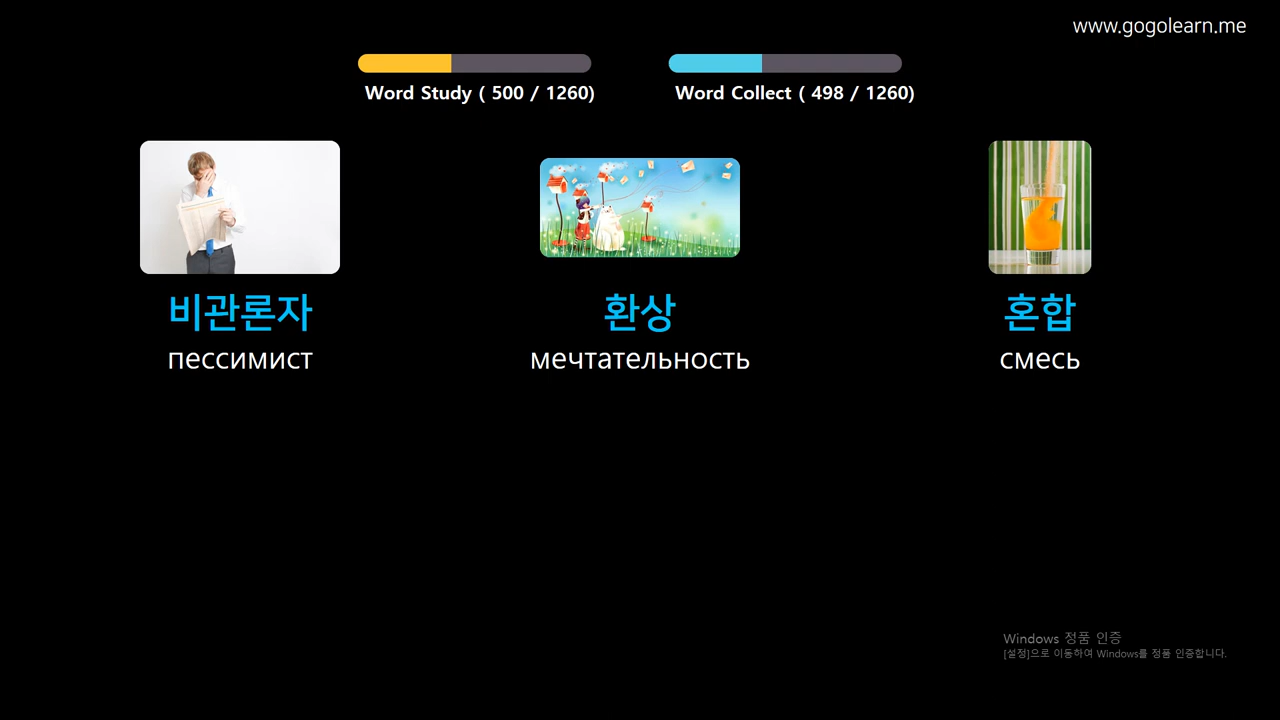 www.gogolearn.me
Word Study ( 500 / 1260)
Word Collect ( 498 / 1260)
비관론자
пессимист
환상
мечтательность
혼합
смесь
Windows 정품 인증
[설정]으로 이동하여 Windows를 정품 인증합니다.